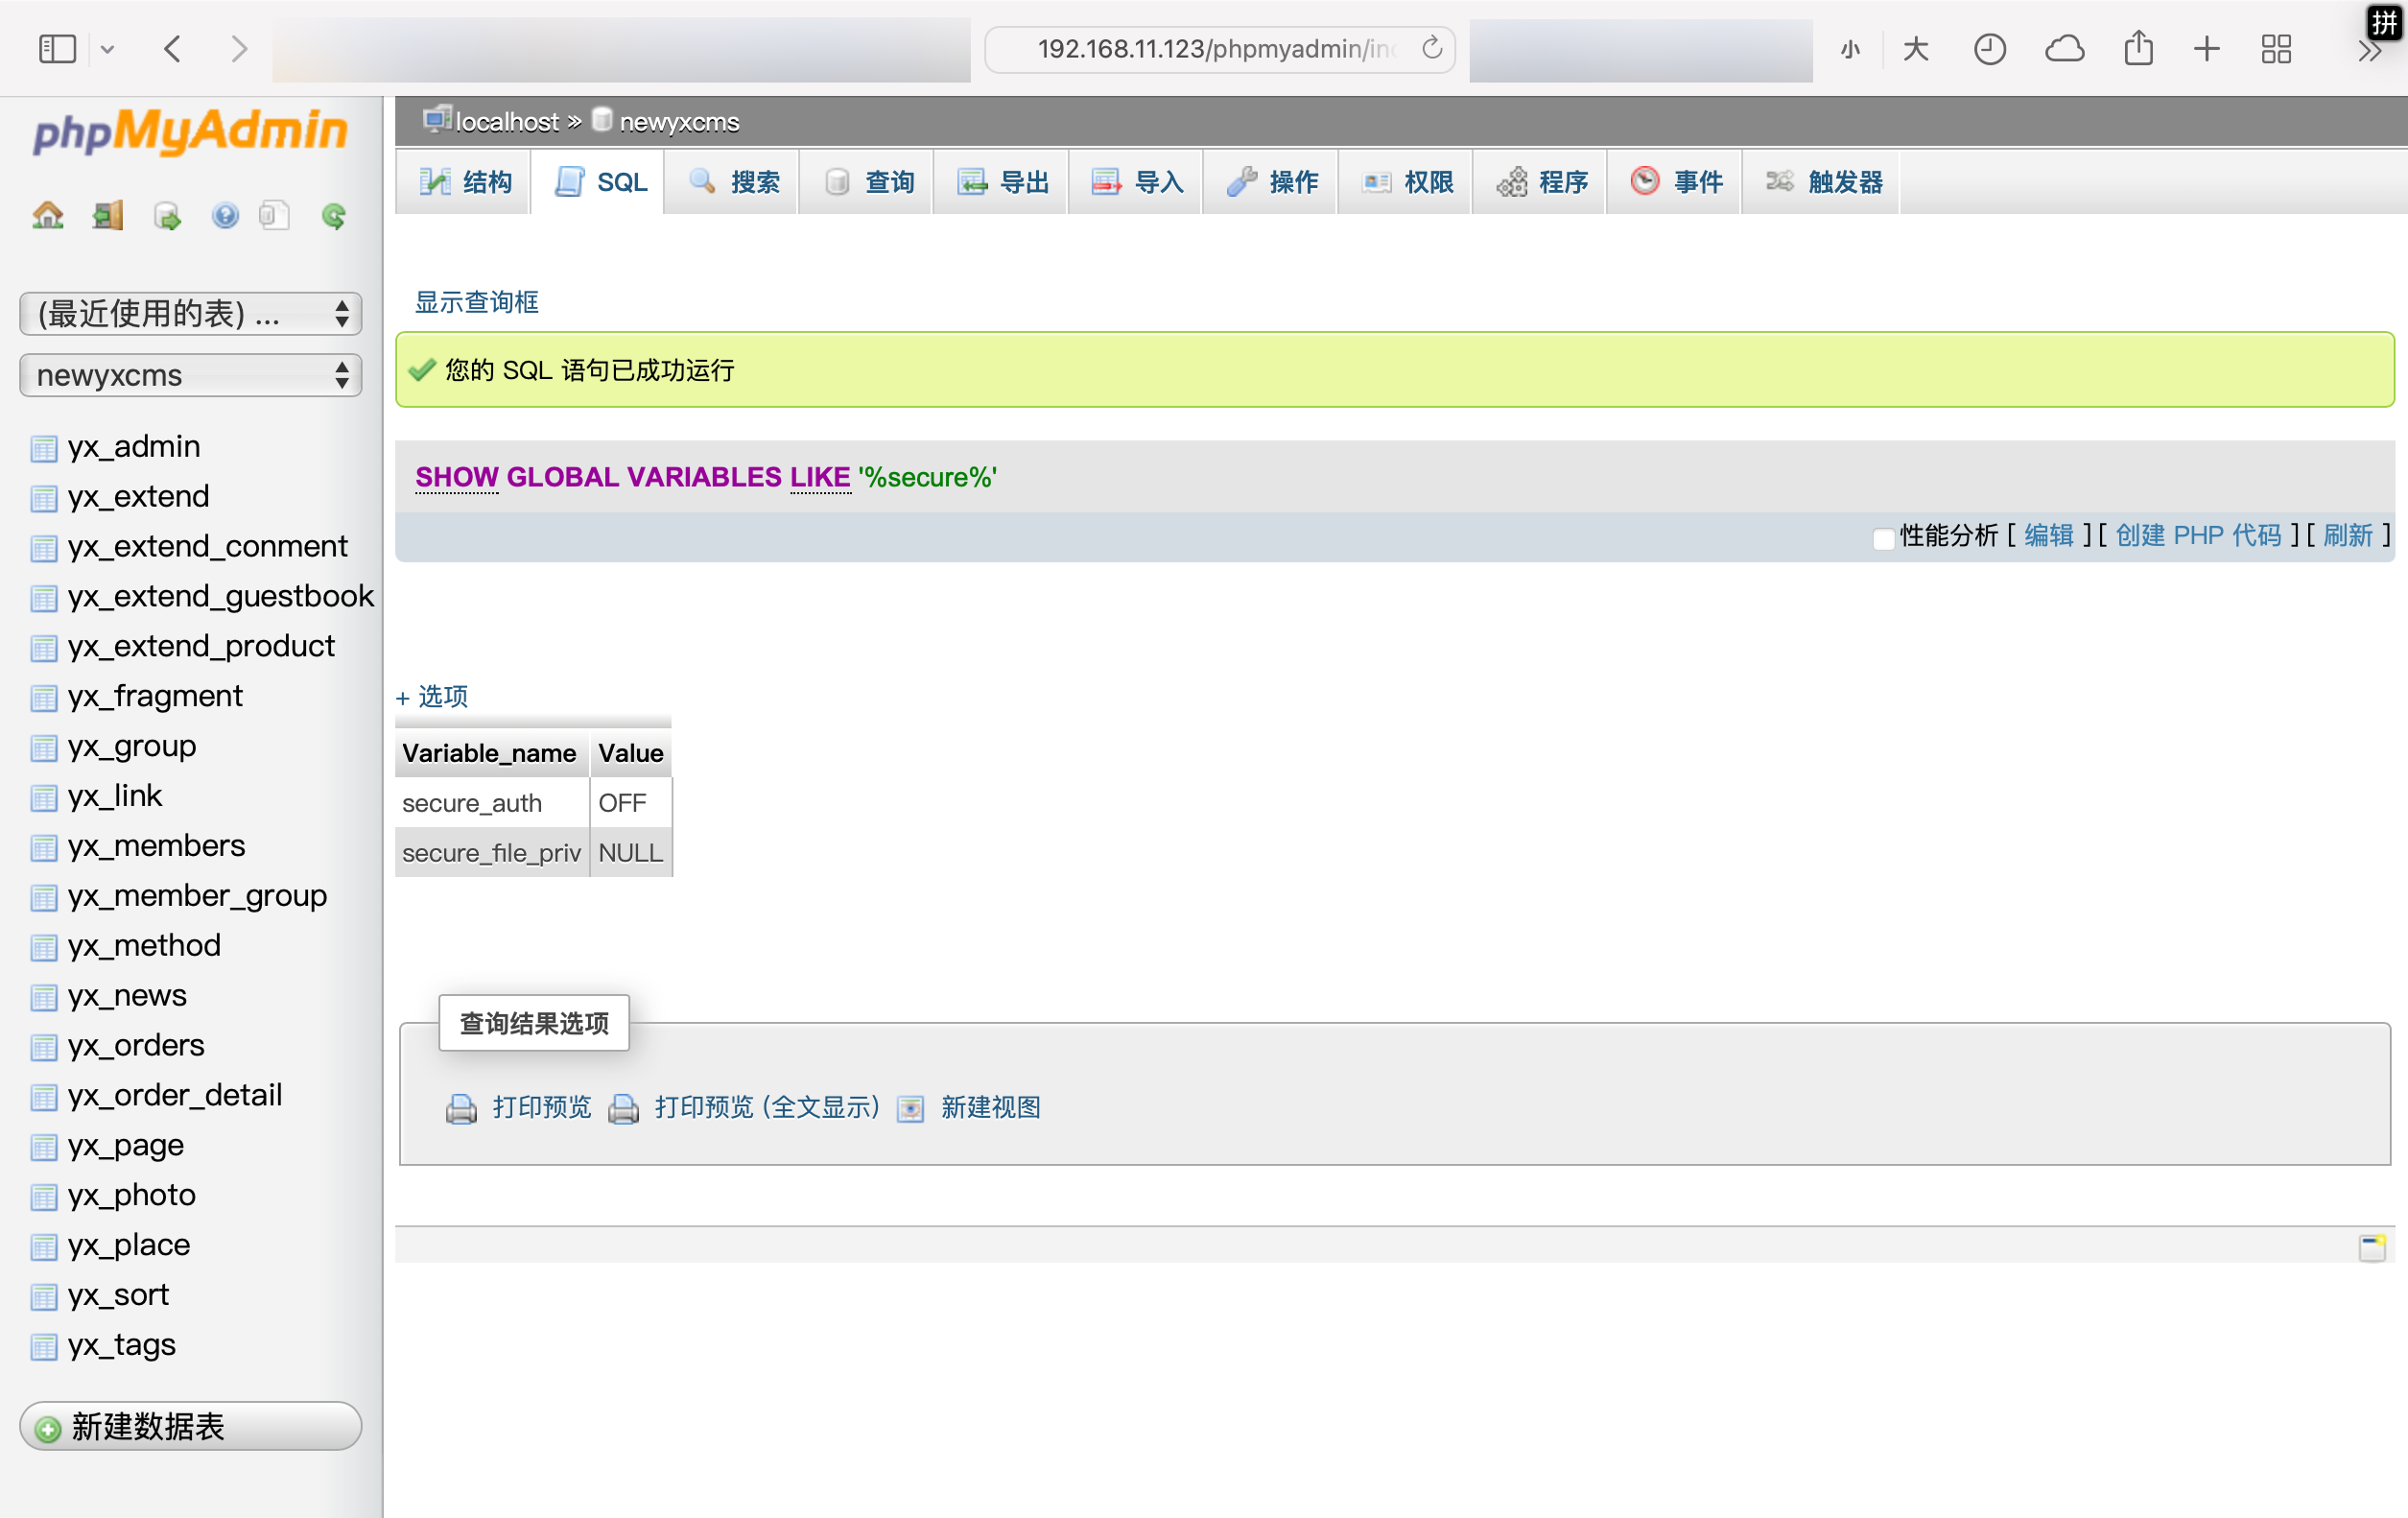 拼
192.168.11.123/phpmyadmin/in
小 大
phpMyAdmin
(最近使用的表) ...
newyxcms
yx_admin
yx_extend
yx_extend_conment
yx_extend_guestbook
yx_extend_product
yx_fragment
yx_group
yx_link
yx_members
yx_member_group
yx_method
yx_news
yx_orders
yx_order_detail
yx_page
yx_photo
yx_place
yx_sort
yx_tags
新建数据表
localhost » newyxcms
结构 SQL 搜索 查询 导出 导入 操作 权限 程序 事件 触发器
显示查询框
您的 SQL 语句已成功运行
SHOW GLOBAL VARIABLES LIKE '%secure%'
性能分析 [ 编辑 ] [ 创建 PHP 代码 ] [ 刷新 ]
+ 选项
Variable_name Value
secure_auth OFF
secure_file_priv NULL
查询结果选项
打印预览 打印预览 (全文显示) 新建视图